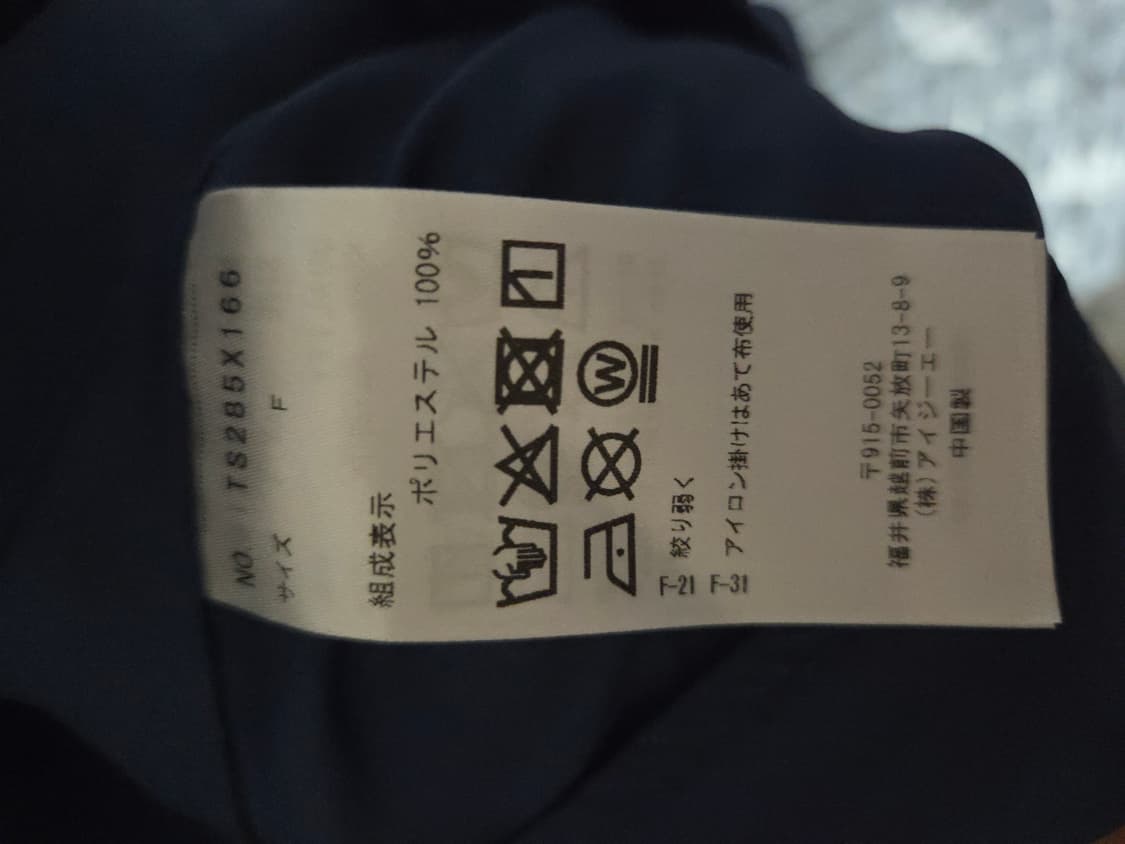 NO TS285X166
サイズ F
組成表示
ポリエステル 100%
W
F-21 絞り弱く
F-31 アイロン掛けはあて布使用
〒915-0052
福井県越前市矢放町13-8-9
(株)アイジーエー
中国製